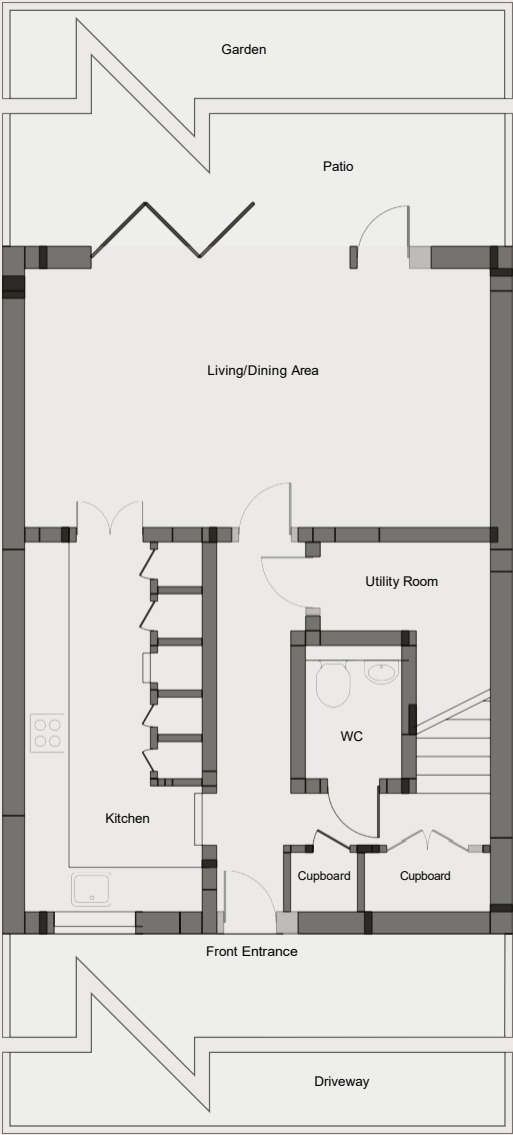 Garden
Patio
Living/Dining Area
Utility Room
WC
Kitchen
Cupboard
Cupboard
Front Entrance
Driveway